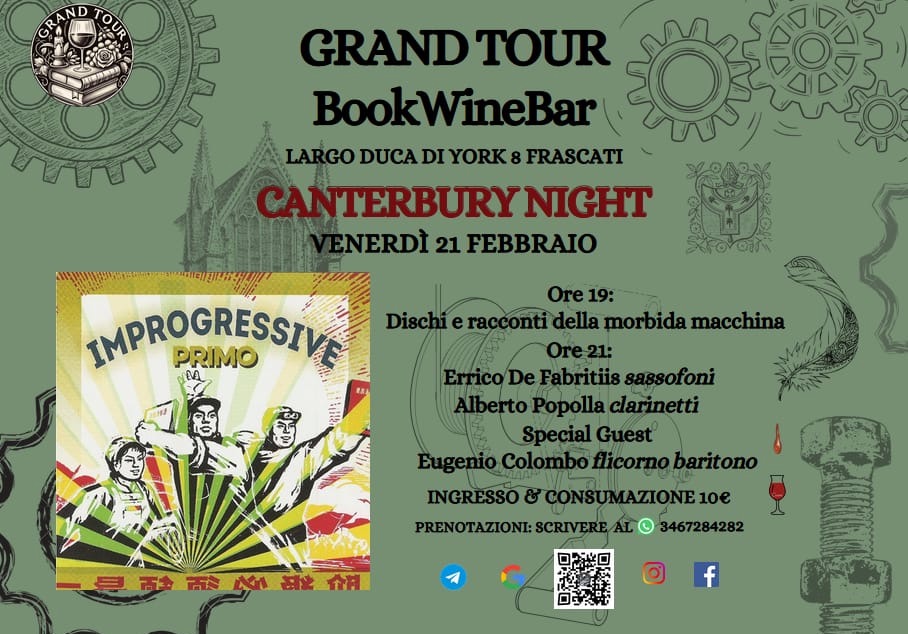 GRAND TOUR
GRAND TOUR
BookWineBar
LARGO DUCA DI YORK 8 FRASCATI
CANTERBURY NIGHT
VENERDÌ 21 FEBBRAIO
IMPROGRESSIVE
PRIMO
Ore 19:
Dischi e racconti della morbida macchina
Ore 21:
Errico De Fabritiis sassofoni
Alberto Popolla clarinetti
Special Guest
Eugenio Colombo flicorno baritono
INGRESSO & CONSUMAZIONE 10€
PRENOTAZIONI: SCRIVERE AL 3467284282